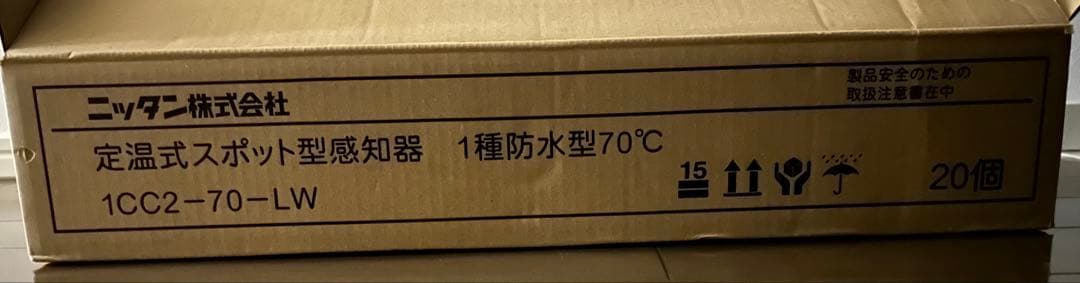 ニッタン株式会社
製品安全のための
取扱注意書在中
定温式スポット型感知器 1種防水型70℃
1CC2-70-LW
15
20個